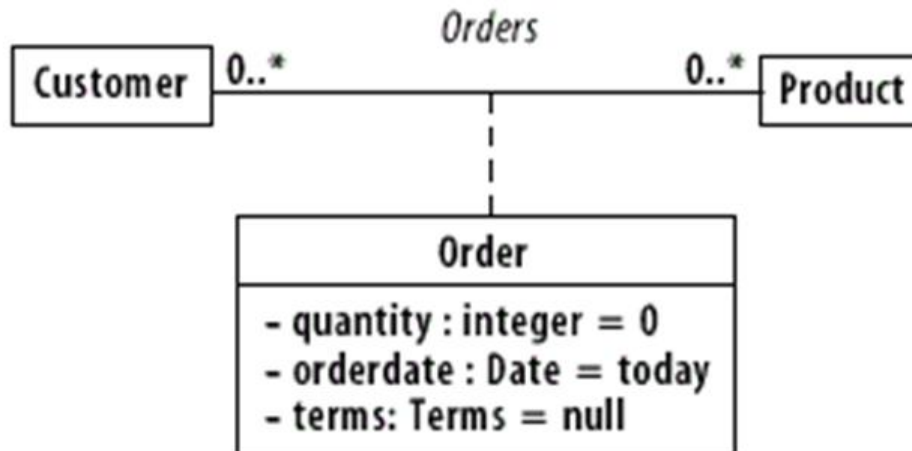 Orders
Customer 0..* 0..* Product
Order
- quantity : integer = 0
- orderdate : Date = today
- terms: Terms = null